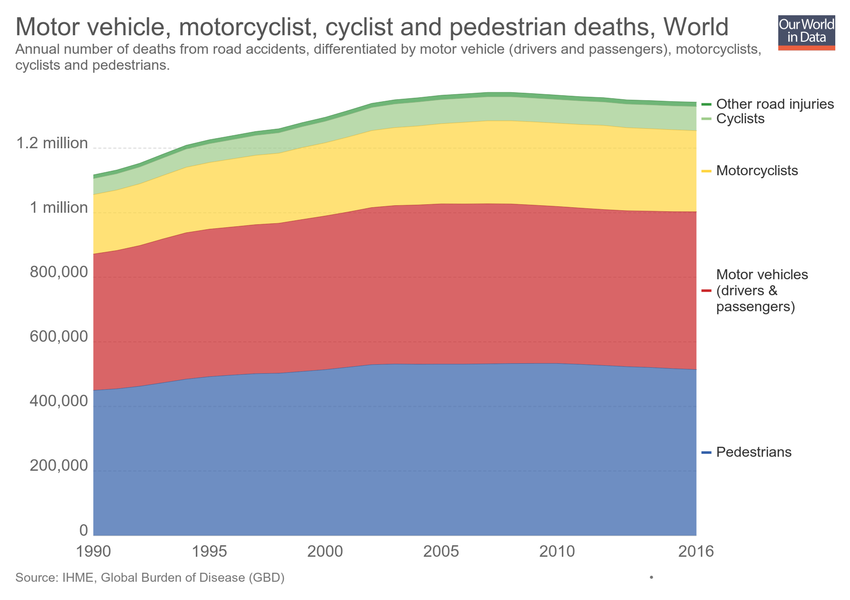 Motor vehicle, motorcyclist, cyclist and pedestrian deaths, World
Our World
in Data
Annual number of deaths from road accidents, differentiated by motor vehicle (drivers and passengers), motorcyclists,
cyclists and pedestrians.
Other road injuries
Cyclists
1.2 million
Motorcyclists
1 million
800,000
Motor vehicles
(drivers &
passengers)
600,000
400,000
Pedestrians
200,000
0
1990
1995
2000
2005
2010
2016
Source: IHME, Global Burden of Disease (GBD)